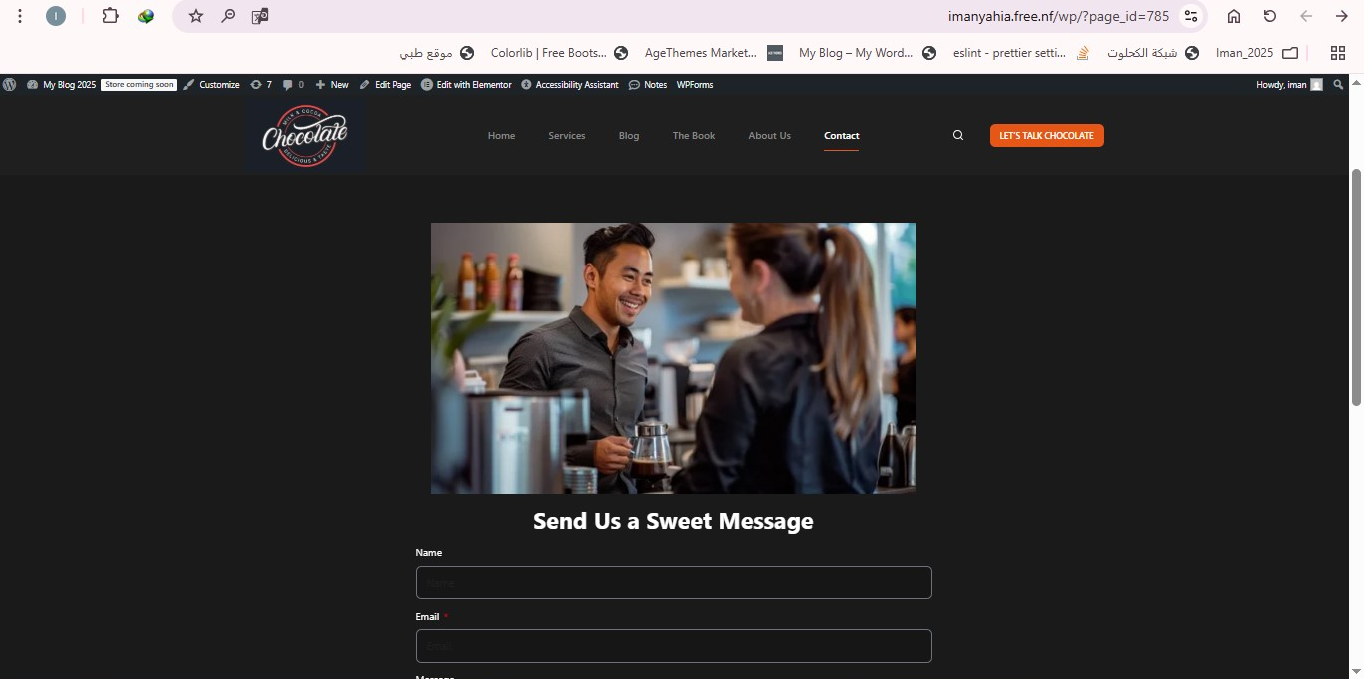 imanyahia.free.nf/wp/?page_id=785
موقع طبي
Colorlib | Free Boots...
AgeThemes Market...
My Blog – My Word...
eslint - prettier setti...
شبكة الكحلوت
Iman_2025
My Blog 2025
Store coming soon
Customize
7
0
New
Edit Page
Edit with Elementor
Accessibility Assistant
Notes
WPForms
Howdy, iman
MILK & COCOA
Chocolate
DELICIOUS & TASTE
Home
Services
Blog
The Book
About Us
Contact
LET'S TALK CHOCOLATE
Send Us a Sweet Message
Name
Name
Email *
Email
Message